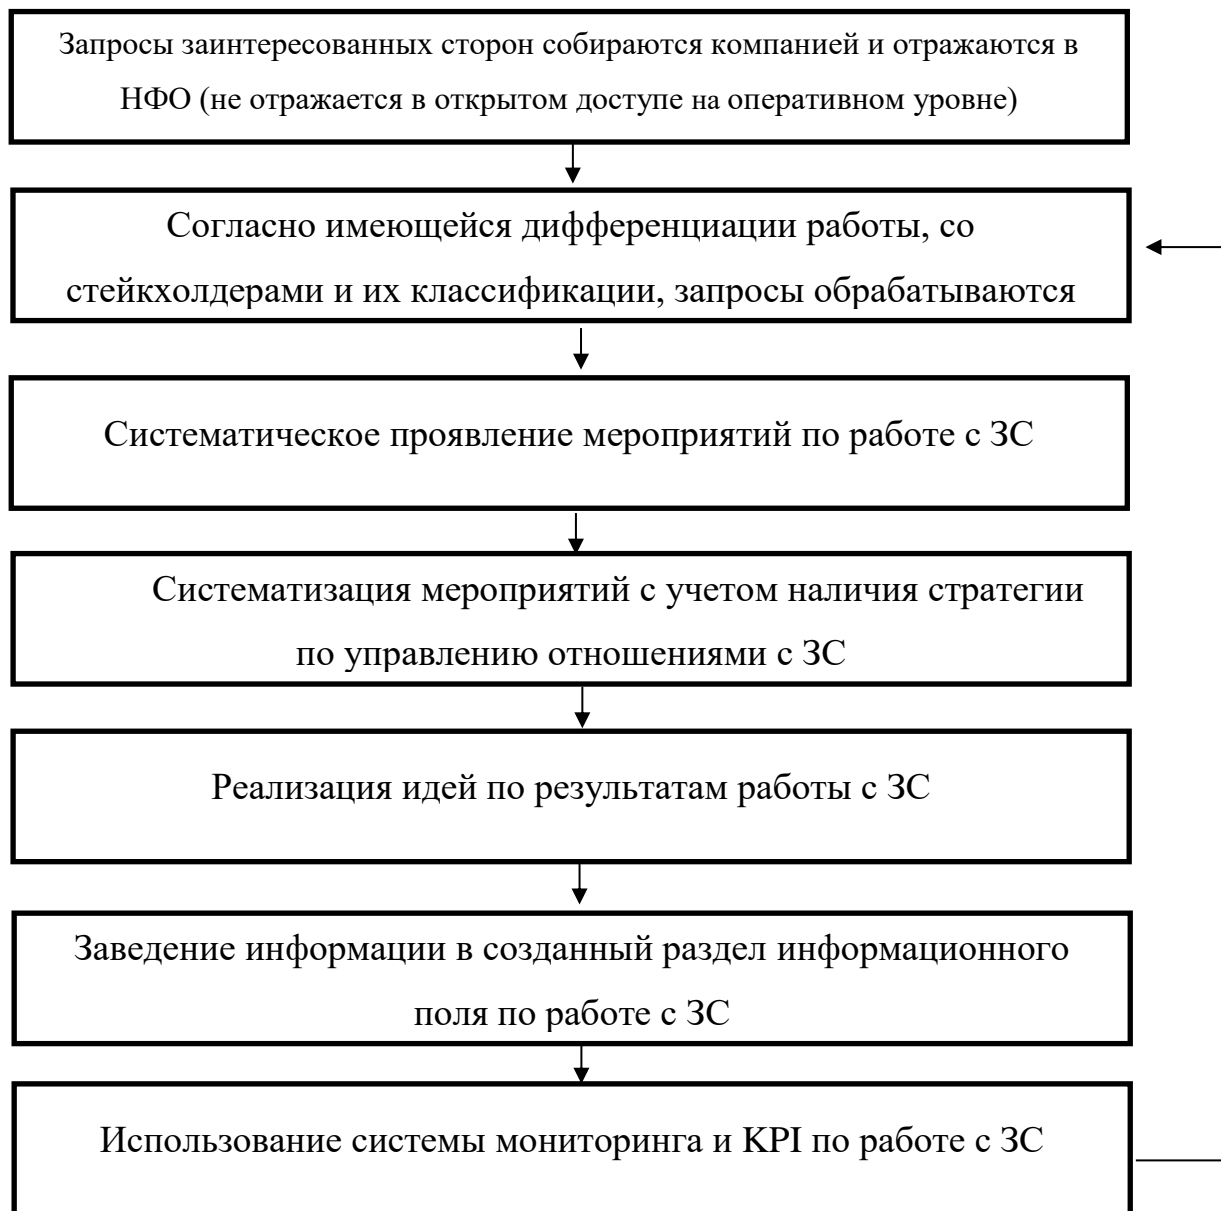 Запросы заинтересованных сторон собираются компанией и отражаются в
НФО (не отражается в открытом доступе на оперативном уровне)
Согласно имеющейся дифференциации работы, со
стейкхолдерами и их классификации, запросы обрабатываются
Систематическое проявление мероприятий по работе с ЗС
Систематизация мероприятий с учетом наличия стратегии
по управлению отношениями с ЗС
Реализация идей по результатам работы с ЗС
Заведение информации в созданный раздел информационного
поля по работе с ЗС
Использование системы мониторинга и KPI по работе с ЗС